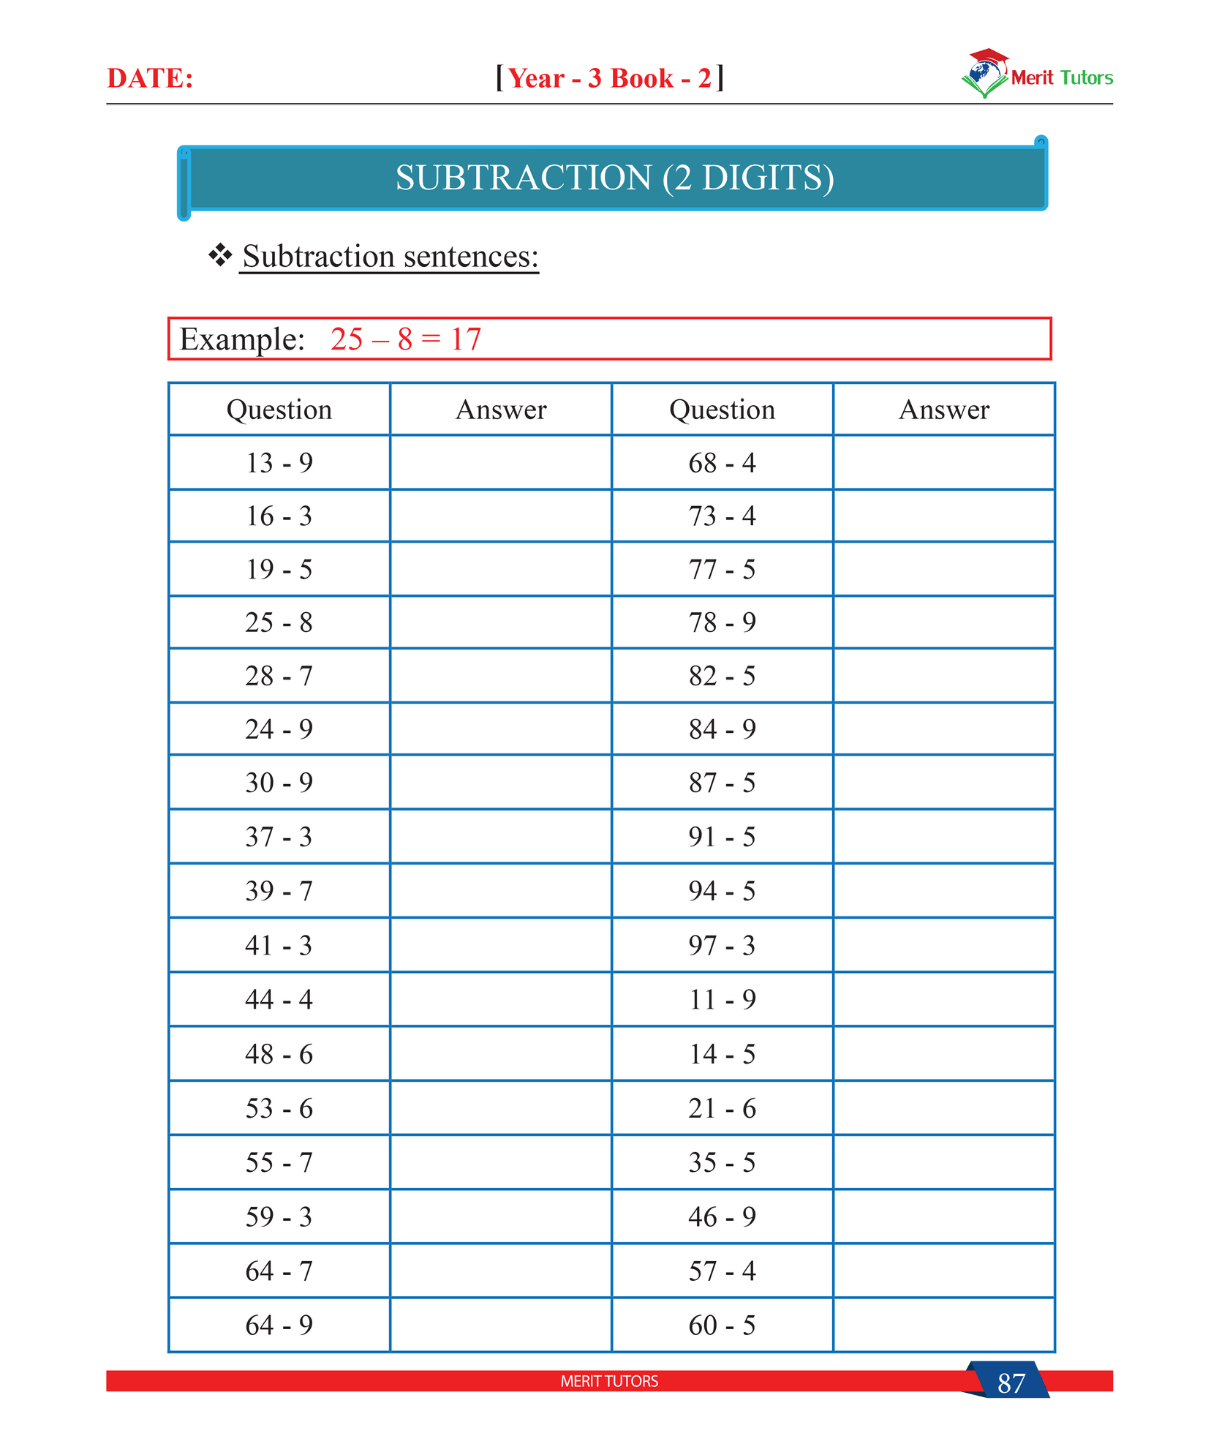 DATE: [Year - 3 Book - 2] Merit Tutors
SUBTRACTION (2 DIGITS)
❖ Subtraction sentences:
Example: 25 – 8 = 17
Question Answer Question Answer
13 - 9 68 - 4
16 - 3 73 - 4
19 - 5 77 - 5
25 - 8 78 - 9
28 - 7 82 - 5
24 - 9 84 - 9
30 - 9 87 - 5
37 - 3 91 - 5
39 - 7 94 - 5
41 - 3 97 - 3
44 - 4 11 - 9
48 - 6 14 - 5
53 - 6 21 - 6
55 - 7 35 - 5
59 - 3 46 - 9
64 - 7 57 - 4
64 - 9 60 - 5
MERIT TUTORS 87